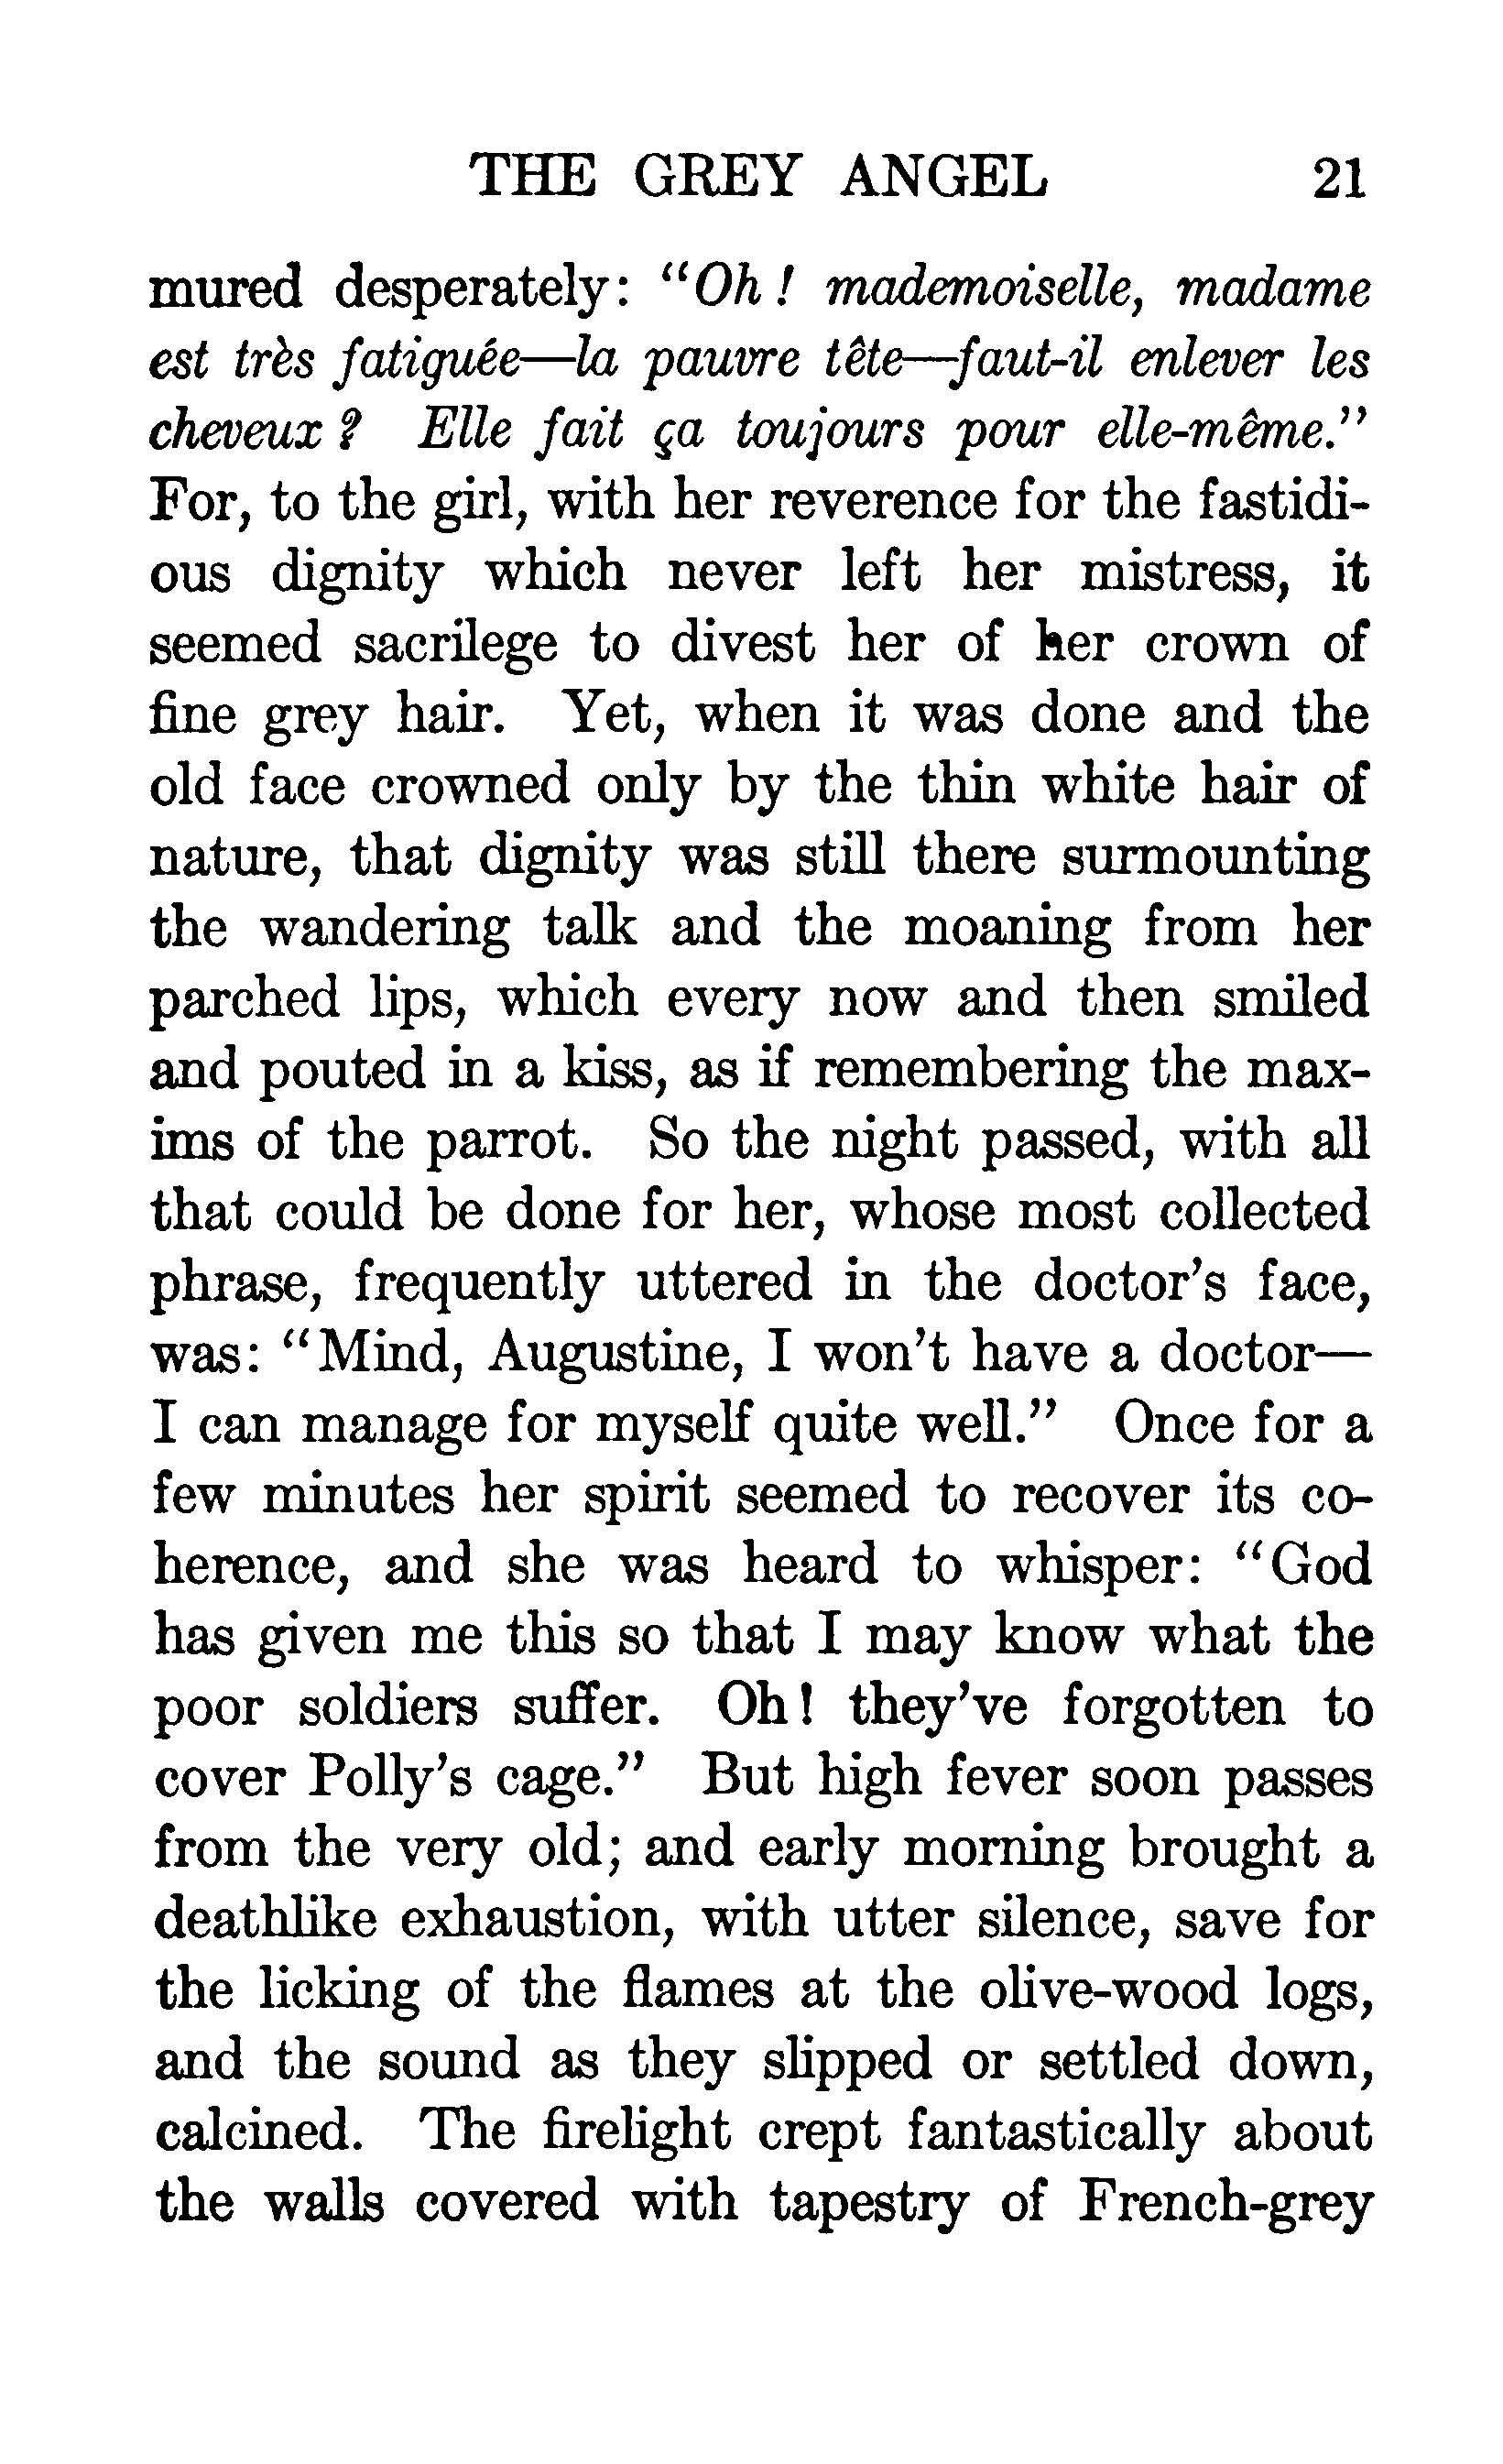 THE GREY ANGEL 21
mured desperately: "Oh! mademoiselle, madame
est très fatiguée—la pauvre tête—faut-il enlever les
cheveux? Elle fait ça toujours pour elle-même."
For, to the girl, with her reverence for the fastidi-
ous dignity which never left her mistress, it
seemed sacrilege to divest her of her crown of
fine grey hair. Yet, when it was done and the
old face crowned only by the thin white hair of
nature, that dignity was still there surmounting
the wandering talk and the moaning from her
parched lips, which every now and then smiled
and pouted in a kiss, as if remembering the max-
ims of the parrot. So the night passed, with all
that could be done for her, whose most collected
phrase, frequently uttered in the doctor's face,
was: "Mind, Augustine, I won't have a doctor—
I can manage for myself quite well." Once for a
few minutes her spirit seemed to recover its co-
herence, and she was heard to whisper: "God
has given me this so that I may know what the
poor soldiers suffer. Oh! they've forgotten to
cover Polly's cage." But high fever soon passes
from the very old; and early morning brought a
deathlike exhaustion, with utter silence, save for
the licking of the flames at the olive-wood logs,
and the sound as they slipped or settled down,
calcined. The firelight crept fantastically about
the walls covered with tapestry of French-grey